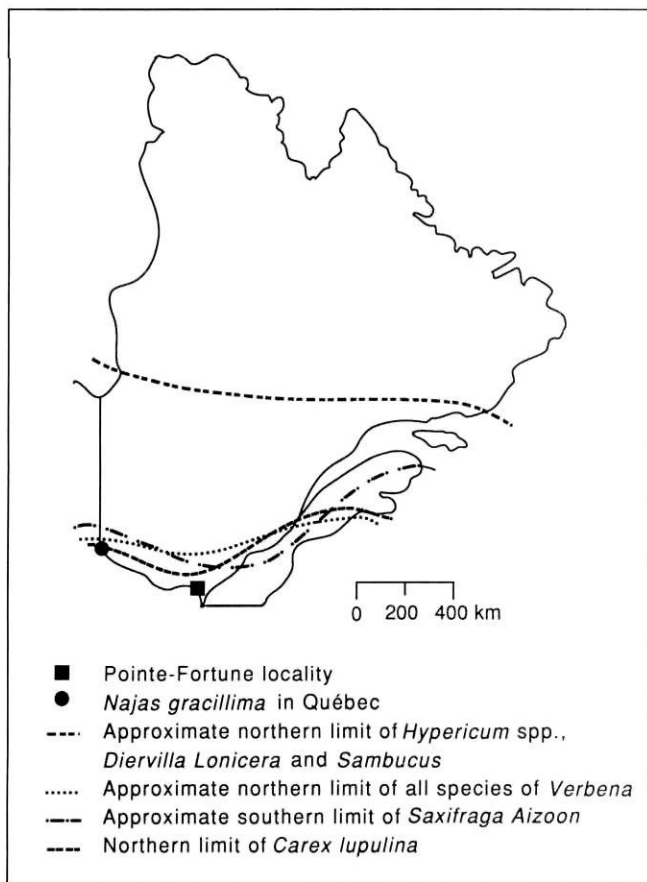 0 200 400 km
Pointe-Fortune locality
Najas gracillima in Québec
Approximate northern limit of Hypericum spp.,
Diervilla Lonicera and Sambucus
Approximate northern limit of all species of Verbena
Approximate southern limit of Saxifraga Aizoon
Northern limit of Carex lupulina